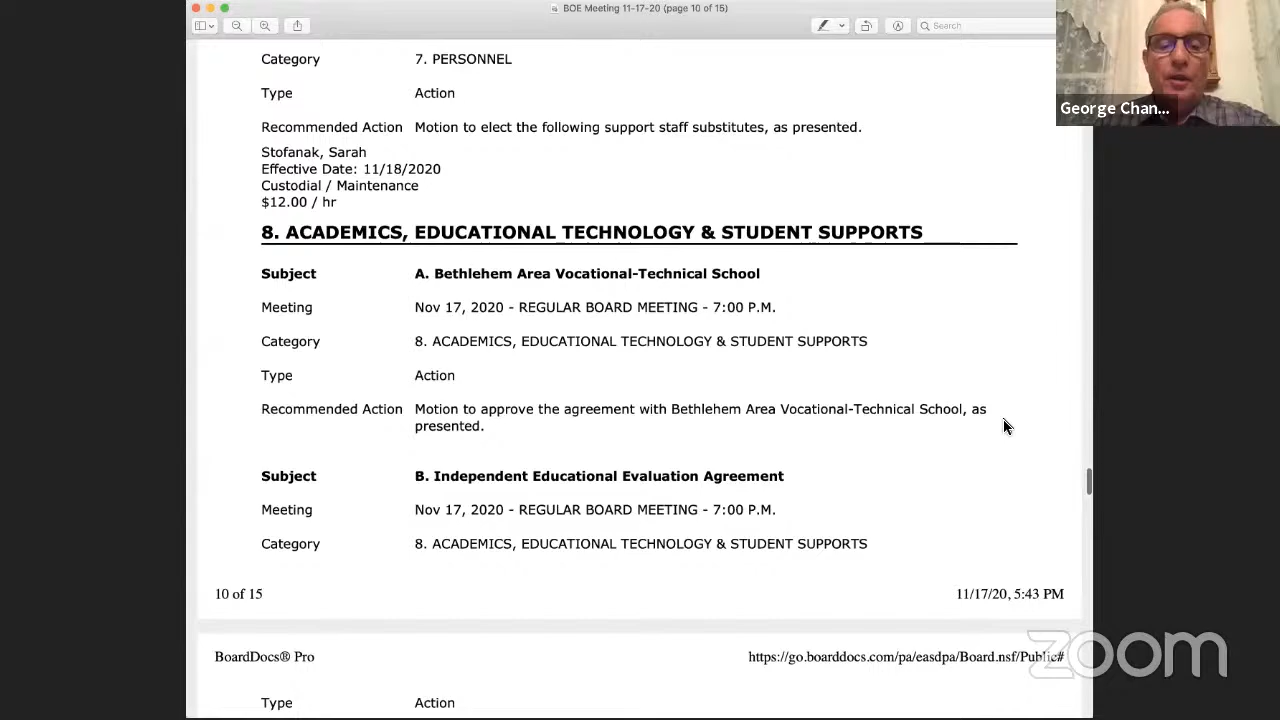 BOE Meeting 11-17-20 (page 10 of 15)
Search
Category 7. PERSONNEL
George Chan...
Type Action
Recommended Action Motion to elect the following support staff substitutes, as presented.
Stofanak, Sarah
Effective Date: 11/18/2020
Custodial / Maintenance
$12.00 / hr
8. ACADEMICS, EDUCATIONAL TECHNOLOGY & STUDENT SUPPORTS
Subject A. Bethlehem Area Vocational-Technical School
Meeting Nov 17, 2020 - REGULAR BOARD MEETING - 7:00 P.M.
Category 8. ACADEMICS, EDUCATIONAL TECHNOLOGY & STUDENT SUPPORTS
Type Action
Recommended Action Motion to approve the agreement with Bethlehem Area Vocational-Technical School, as
presented.
Subject B. Independent Educational Evaluation Agreement
Meeting Nov 17, 2020 - REGULAR BOARD MEETING - 7:00 P.M.
Category 8. ACADEMICS, EDUCATIONAL TECHNOLOGY & STUDENT SUPPORTS
10 of 15 11/17/20, 5:43 PM
BoardDocs® Pro https://go.boarddocs.com/pa/easdpa/Board.nsf/Public#
zoom
Type Action